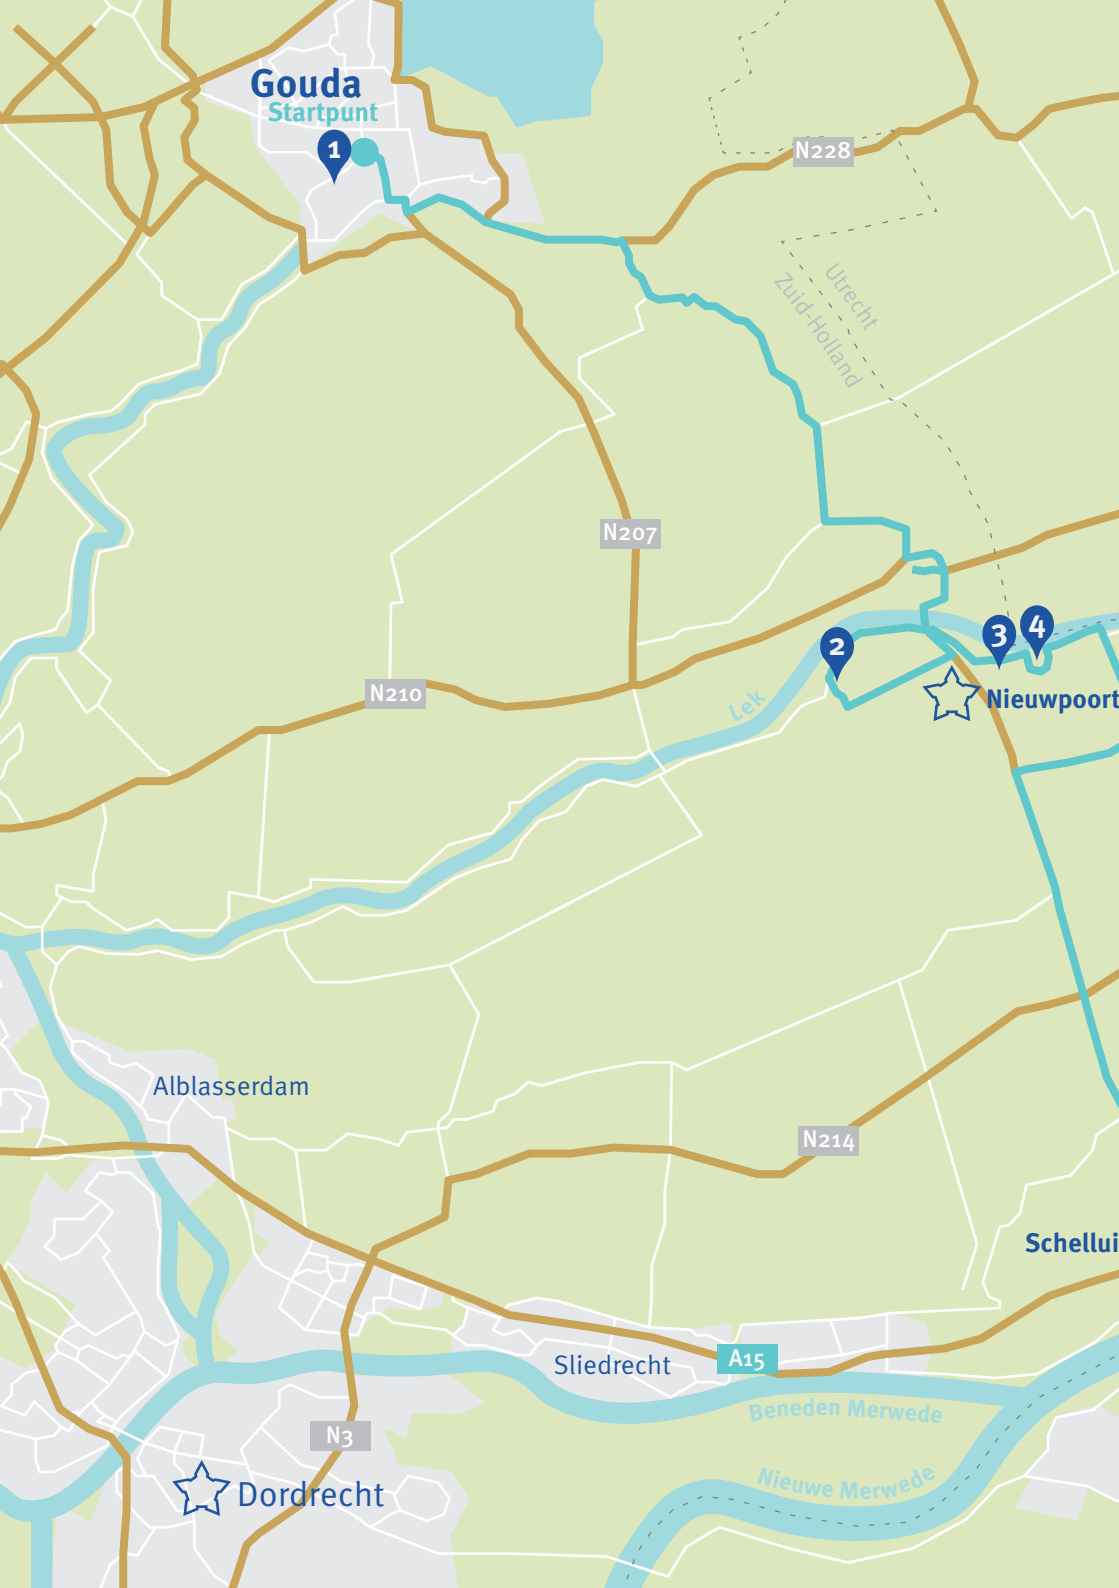 Gouda
Startpunt
1
N228
Utrecht
Zuid-Holland
N207
2
3
4
N210
Lek
Nieuwpoort
Alblasserdam
N214
Schellui
Sliedrecht
A15
Beneden Merwede
N3
Nieuwe Merwede
Dordrecht